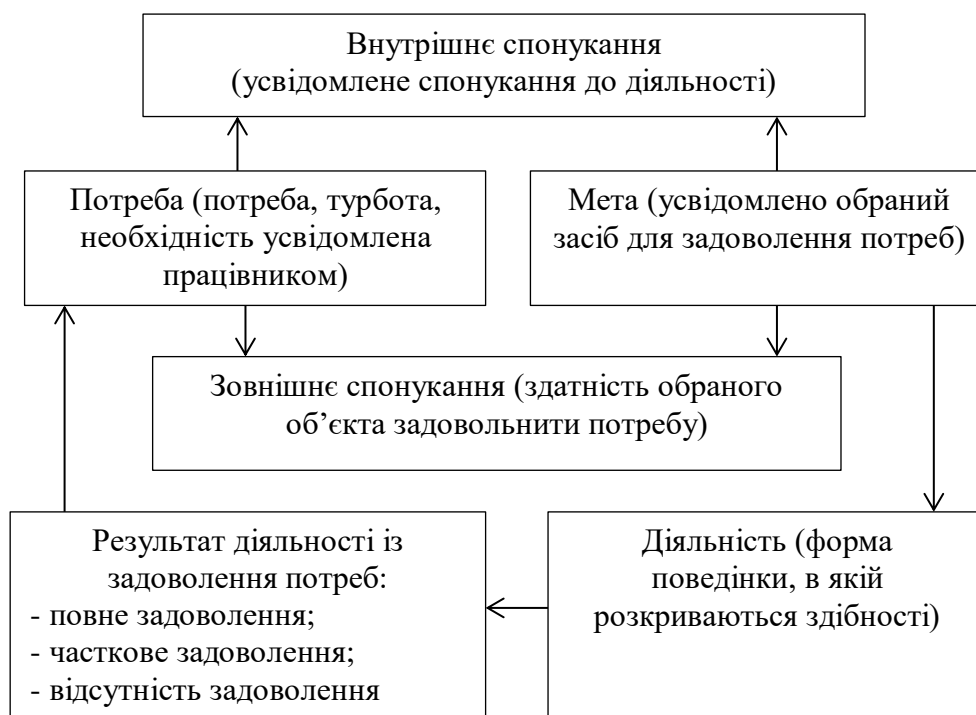 Внутрішнє спонукання
(усвідомлене спонукання до діяльності)
Потреба (потреба, турбота,
необхідність усвідомлена
працівником)
Мета (усвідомлено обраний
засіб для задоволення потреб)
Зовнішнє спонукання (здатність обраного
об’єкта задовольнити потребу)
Результат діяльності із
задоволення потреб:
- повне задоволення;
- часткове задоволення;
- відсутність задоволення
Діяльність (форма
поведінки, в якій
розкриваються здібності)